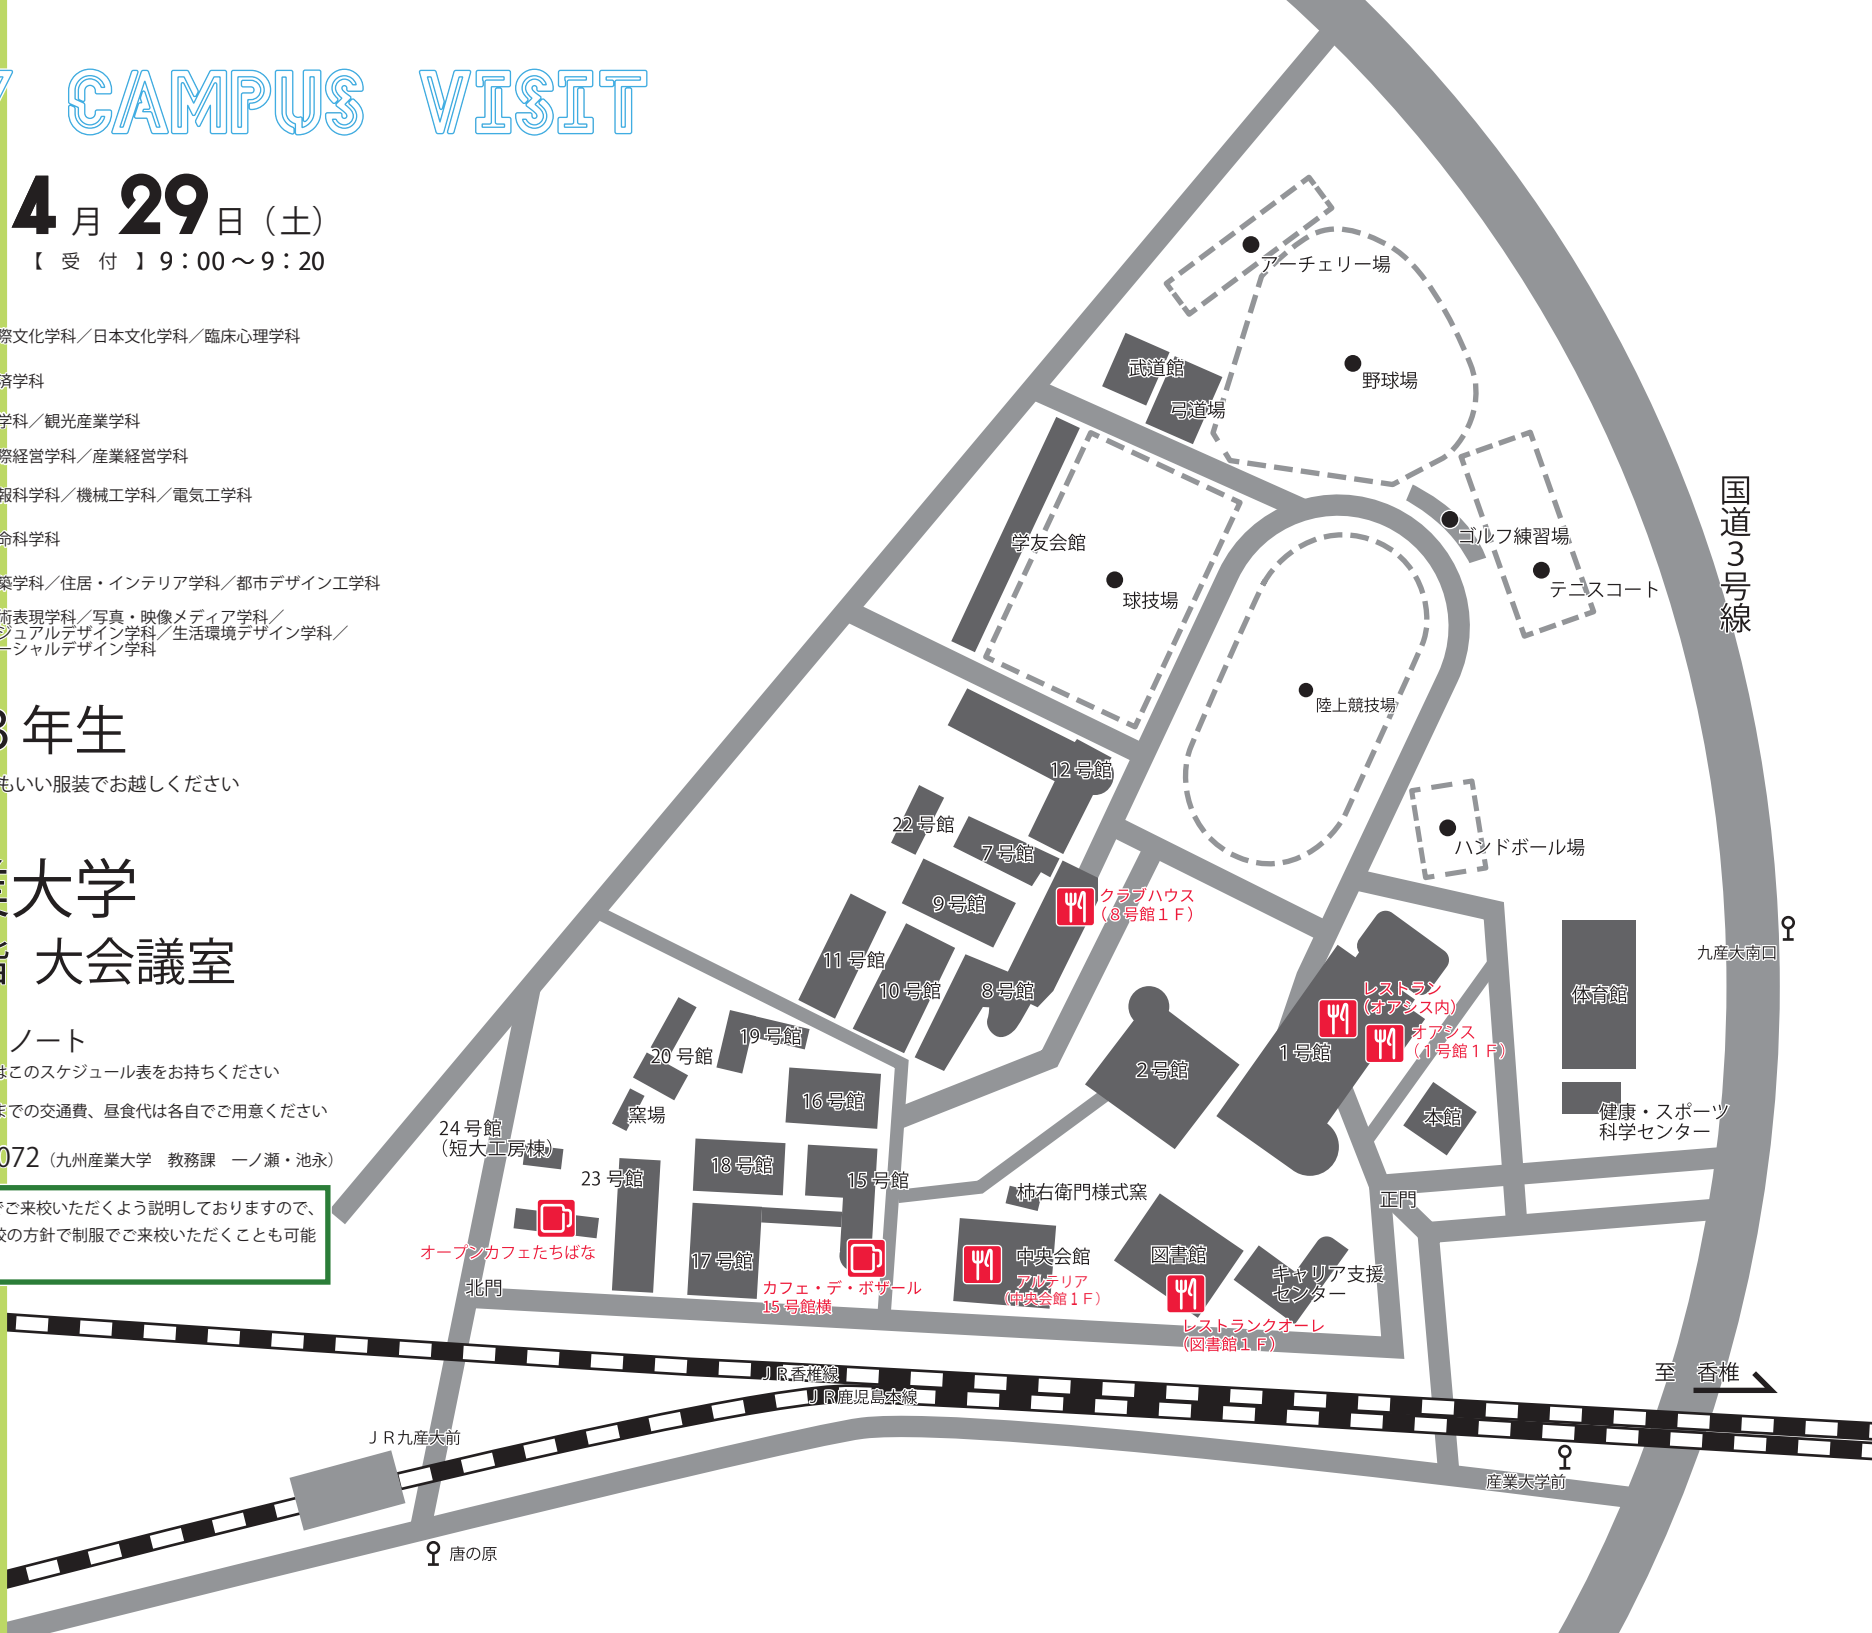 CAMPUS VISIT
4月29日（土）
【 受 付 】9：00～9：20
際文化学科／日本文化学科／臨床心理学科
済学科
学科／観光産業学科
際経営学科／産業経営学科
報科学科／機械工学科／電気工学科
命科学科
築学科／住居・インテリア学科／都市デザイン工学科
術表現学科／写真・映像メディア学科／
ジュアルデザイン学科／生活環境デザイン学科／
ーシャルデザイン学科
3 年生
もいい服装でお越しください
業大学
階 大会議室
ノート
はこのスケジュール表をお持ちください
までの交通費、昼食代は各自でご用意ください
072（九州産業大学　教務課　一ノ瀬・池永）
でご来校いただくよう説明しておりますので、
校の方針で制服でご来校いただくことも可能
アーチェリー場
武道館
野球場
弓道場
国道3号線
学友会館
ゴルフ練習場
球技場
テニスコート
陸上競技場
12 号館
22 号館
7 号館
ハンドボール場
クラブハウス
（8号館１F）
9 号館
九産大南口
11 号館
10 号館
8 号館
レストラン
（オアシス内）
体育館
19 号館
オアシス
（1号館１F）
20 号館
1 号館
2 号館
16 号館
窯場
本館
健康・スポーツ
科学センター
24 号館
（短大工房棟）
23 号館
18 号館
15 号館
柿右衛門様式窯
正門
オープンカフェたちばな
17 号館
中央会館
図書館
アルテリア
（中央会館１F）
キャリア支援
センター
北門
カフェ・デ・ボザール
15 号館横
レストランクオーレ
（図書館１F）
ＪＲ香椎線
至　香椎
ＪＲ鹿児島本線
ＪＲ九産大前
産業大学前
唐の原